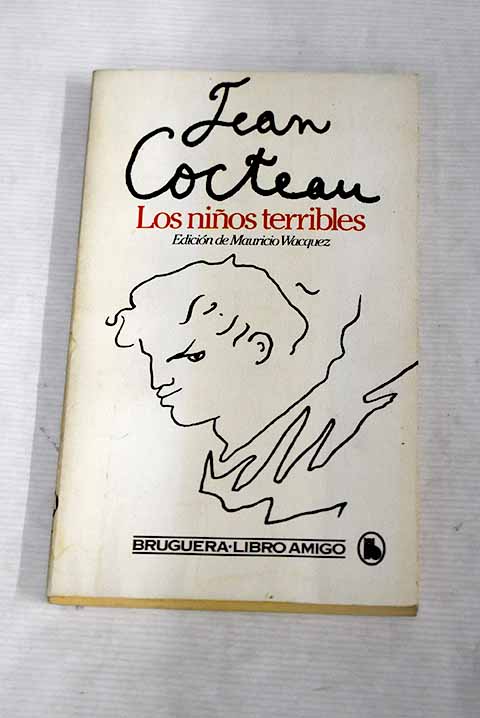 Jean
Cocteau
Los niños terribles
Edición de Mauricio Wacquez
BRUGUERA·LIBRO AMIGO